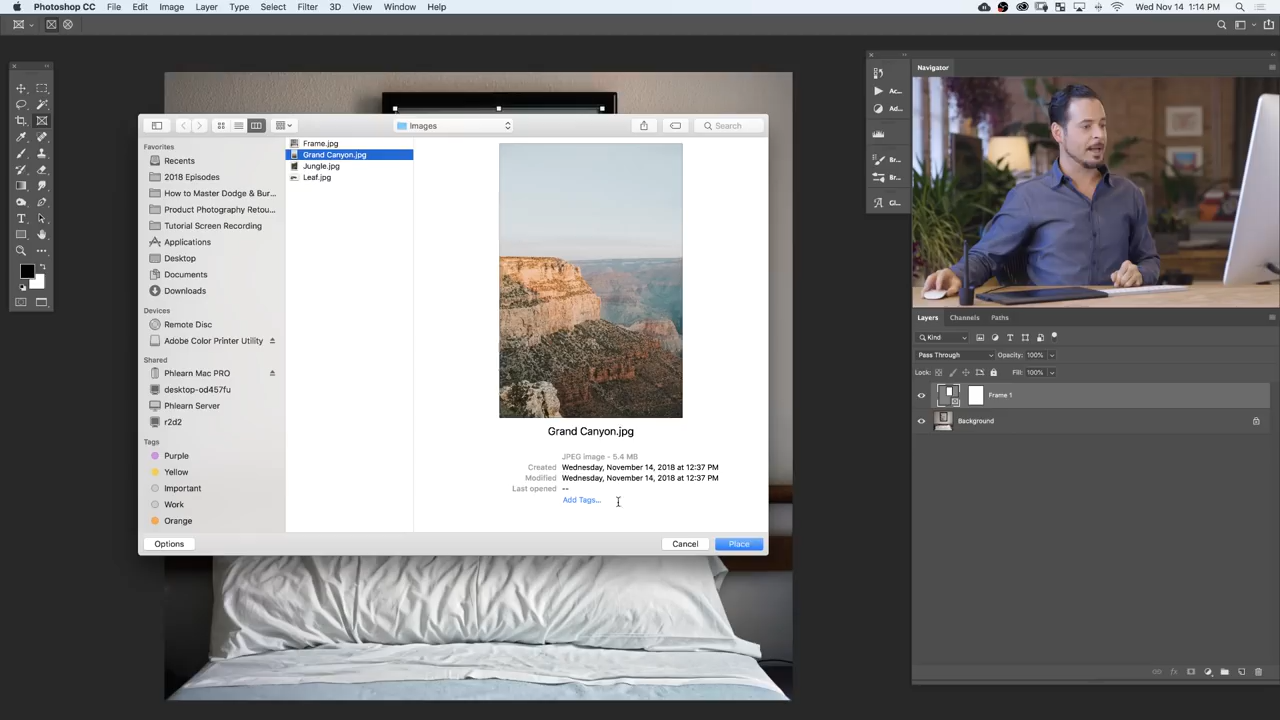 Photoshop CC File Edit Image Layer Type Select Filter 3D View Window Help
Wed Nov 14 1:14 PM
Navigator
Ac...
Ad...
Br...
Br...
Gl...
Images
Search
Favorites
Recents
2018 Episodes
How to Master Dodge & Bur...
Product Photography Retou...
Tutorial Screen Recording
Applications
Desktop
Documents
Downloads
Devices
Remote Disc
Adobe Color Printer Utility
Shared
Phlearn Mac PRO
desktop-od457fu
Phlearn Server
r2d2
Tags
Purple
Yellow
Important
Work
Orange
Frame.jpg
Grand Canyon.jpg
Jungle.jpg
Leaf.jpg
Grand Canyon.jpg
JPEG image - 5.4 MB
Created Wednesday, November 14, 2018 at 12:37 PM
Modified Wednesday, November 14, 2018 at 12:37 PM
Last opened --
Add Tags...
Options
Cancel
Place
Layers Channels Paths
Kind
Pass Through Opacity: 100%
Lock: Fill: 100%
Frame 1
Background